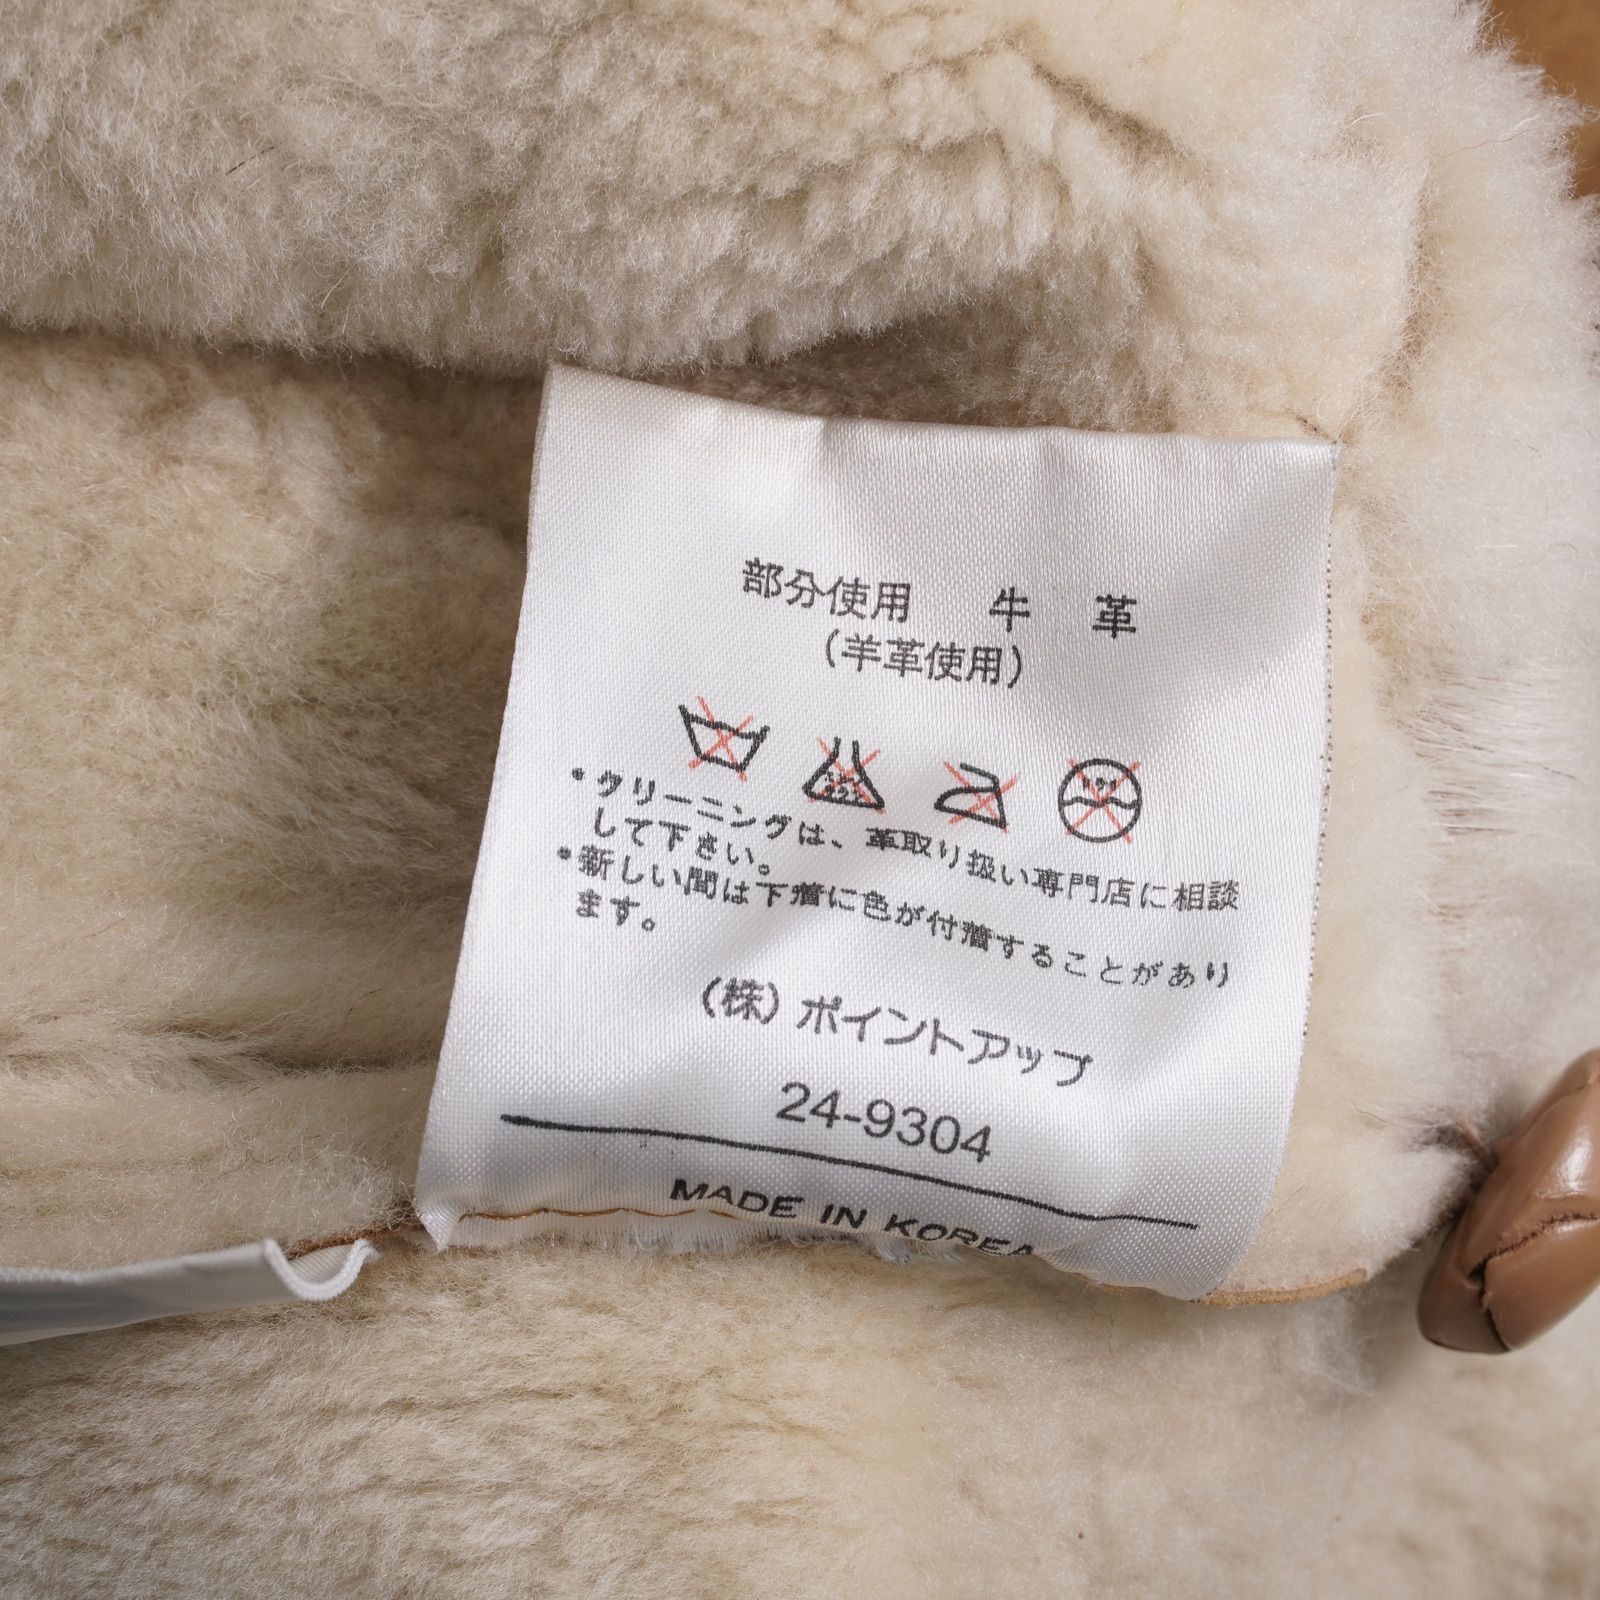 部分使用 牛 革
(羊革使用)
・クリーニングは、革取り扱い専門店に相談
して下さい。
・新しい間は下着に色が付着することがあり
ます。
(株)ポイントアップ
24-9304
MADE IN KOREA